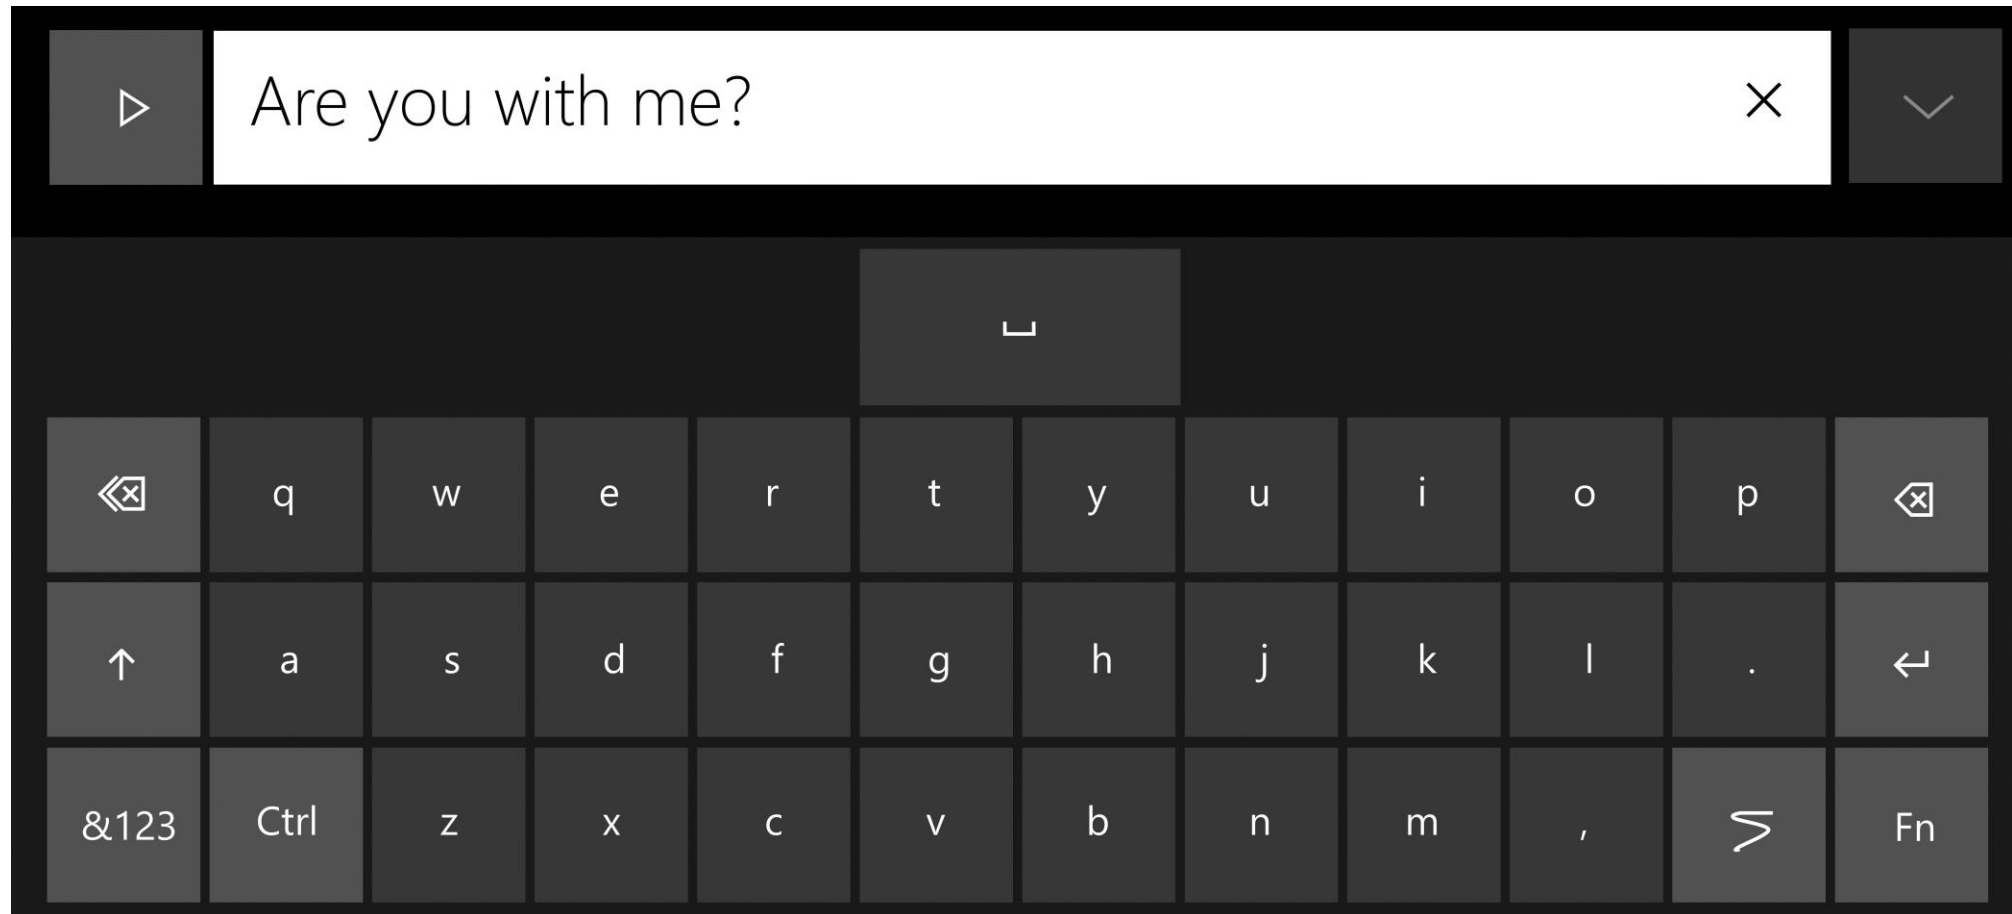 Are you with me?
q w e r t y u i o p
a s d f g h j k l .
&123 Ctrl z x c v b n m , Fn